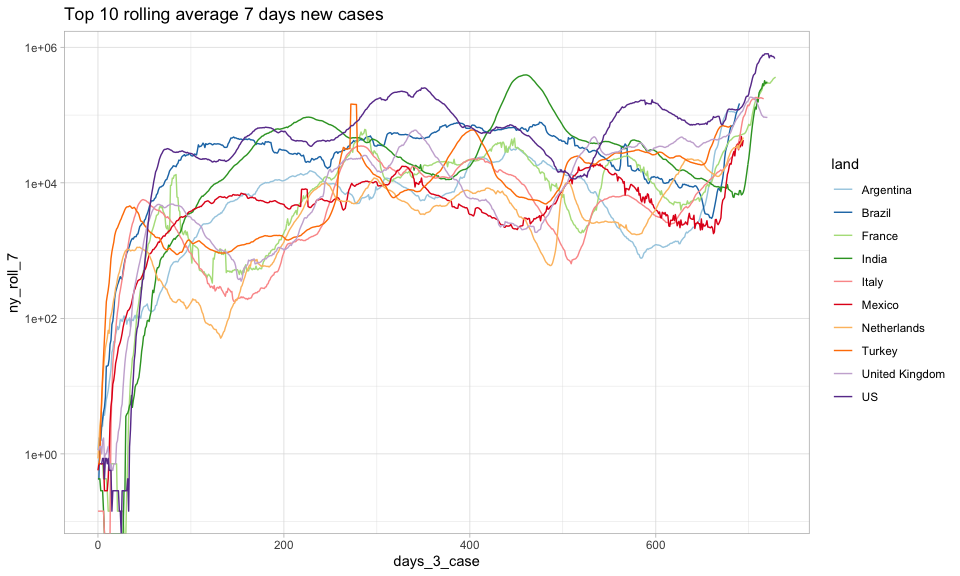 Top 10 rolling average 7 days new cases
1e+06
1e+04
1e+02
1e+00
ny_roll_7
0
200
400
600
days_3_case
land
Argentina
Brazil
France
India
Italy
Mexico
Netherlands
Turkey
United Kingdom
US